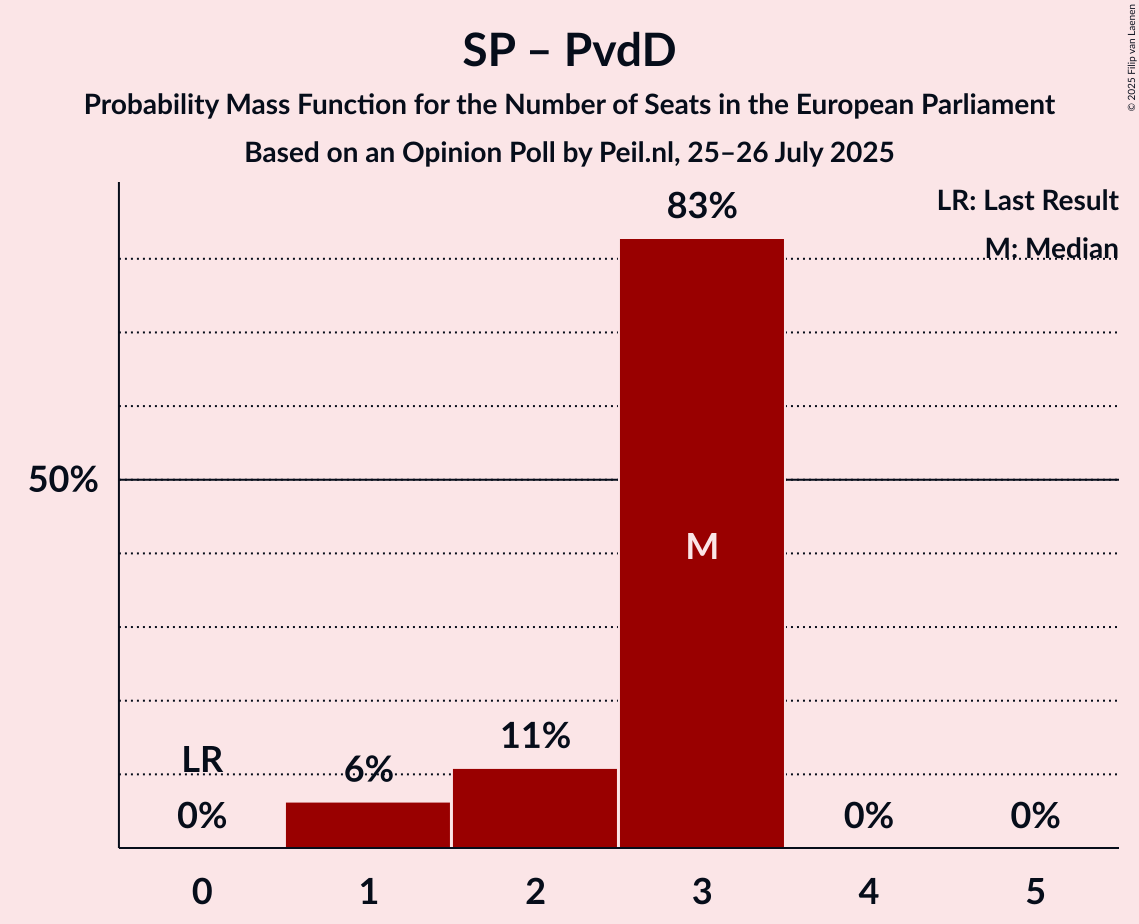 SP – PvdD
Probability Mass Function for the Number of Seats in the European Parliament
Based on an Opinion Poll by Peil.nl, 25–26 July 2025
© 2025 Filip van Laenen
LR: Last Result
M: Median
83%
50%
M
11%
LR
6%
0%
0%
0%
0
1
2
3
4
5